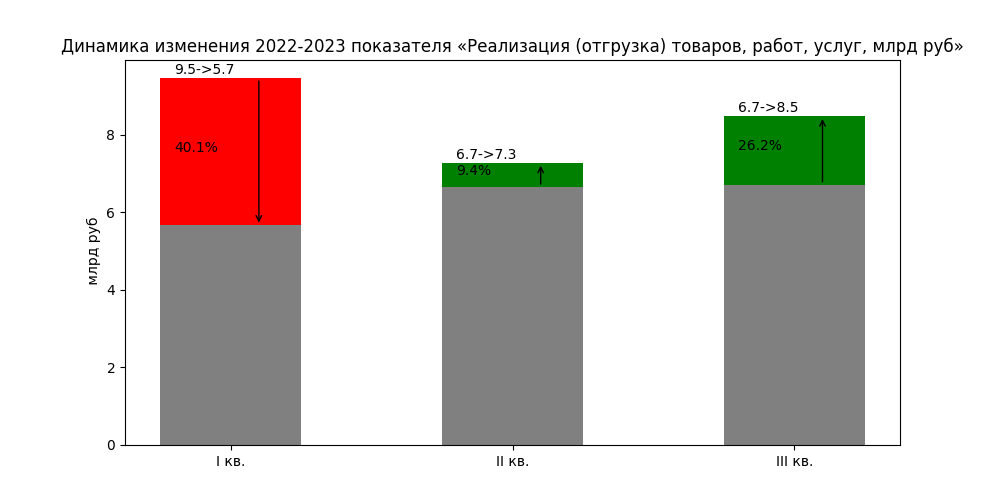 Динамика изменения 2022-2023 показателя «Реализация (отгрузка) товаров, работ, услуг, млрд руб»
9.5->5.7
40.1%
6.7->7.3
9.4%
6.7->8.5
26.2%
млрд руб
8
6
4
2
0
I кв.
II кв.
III кв.